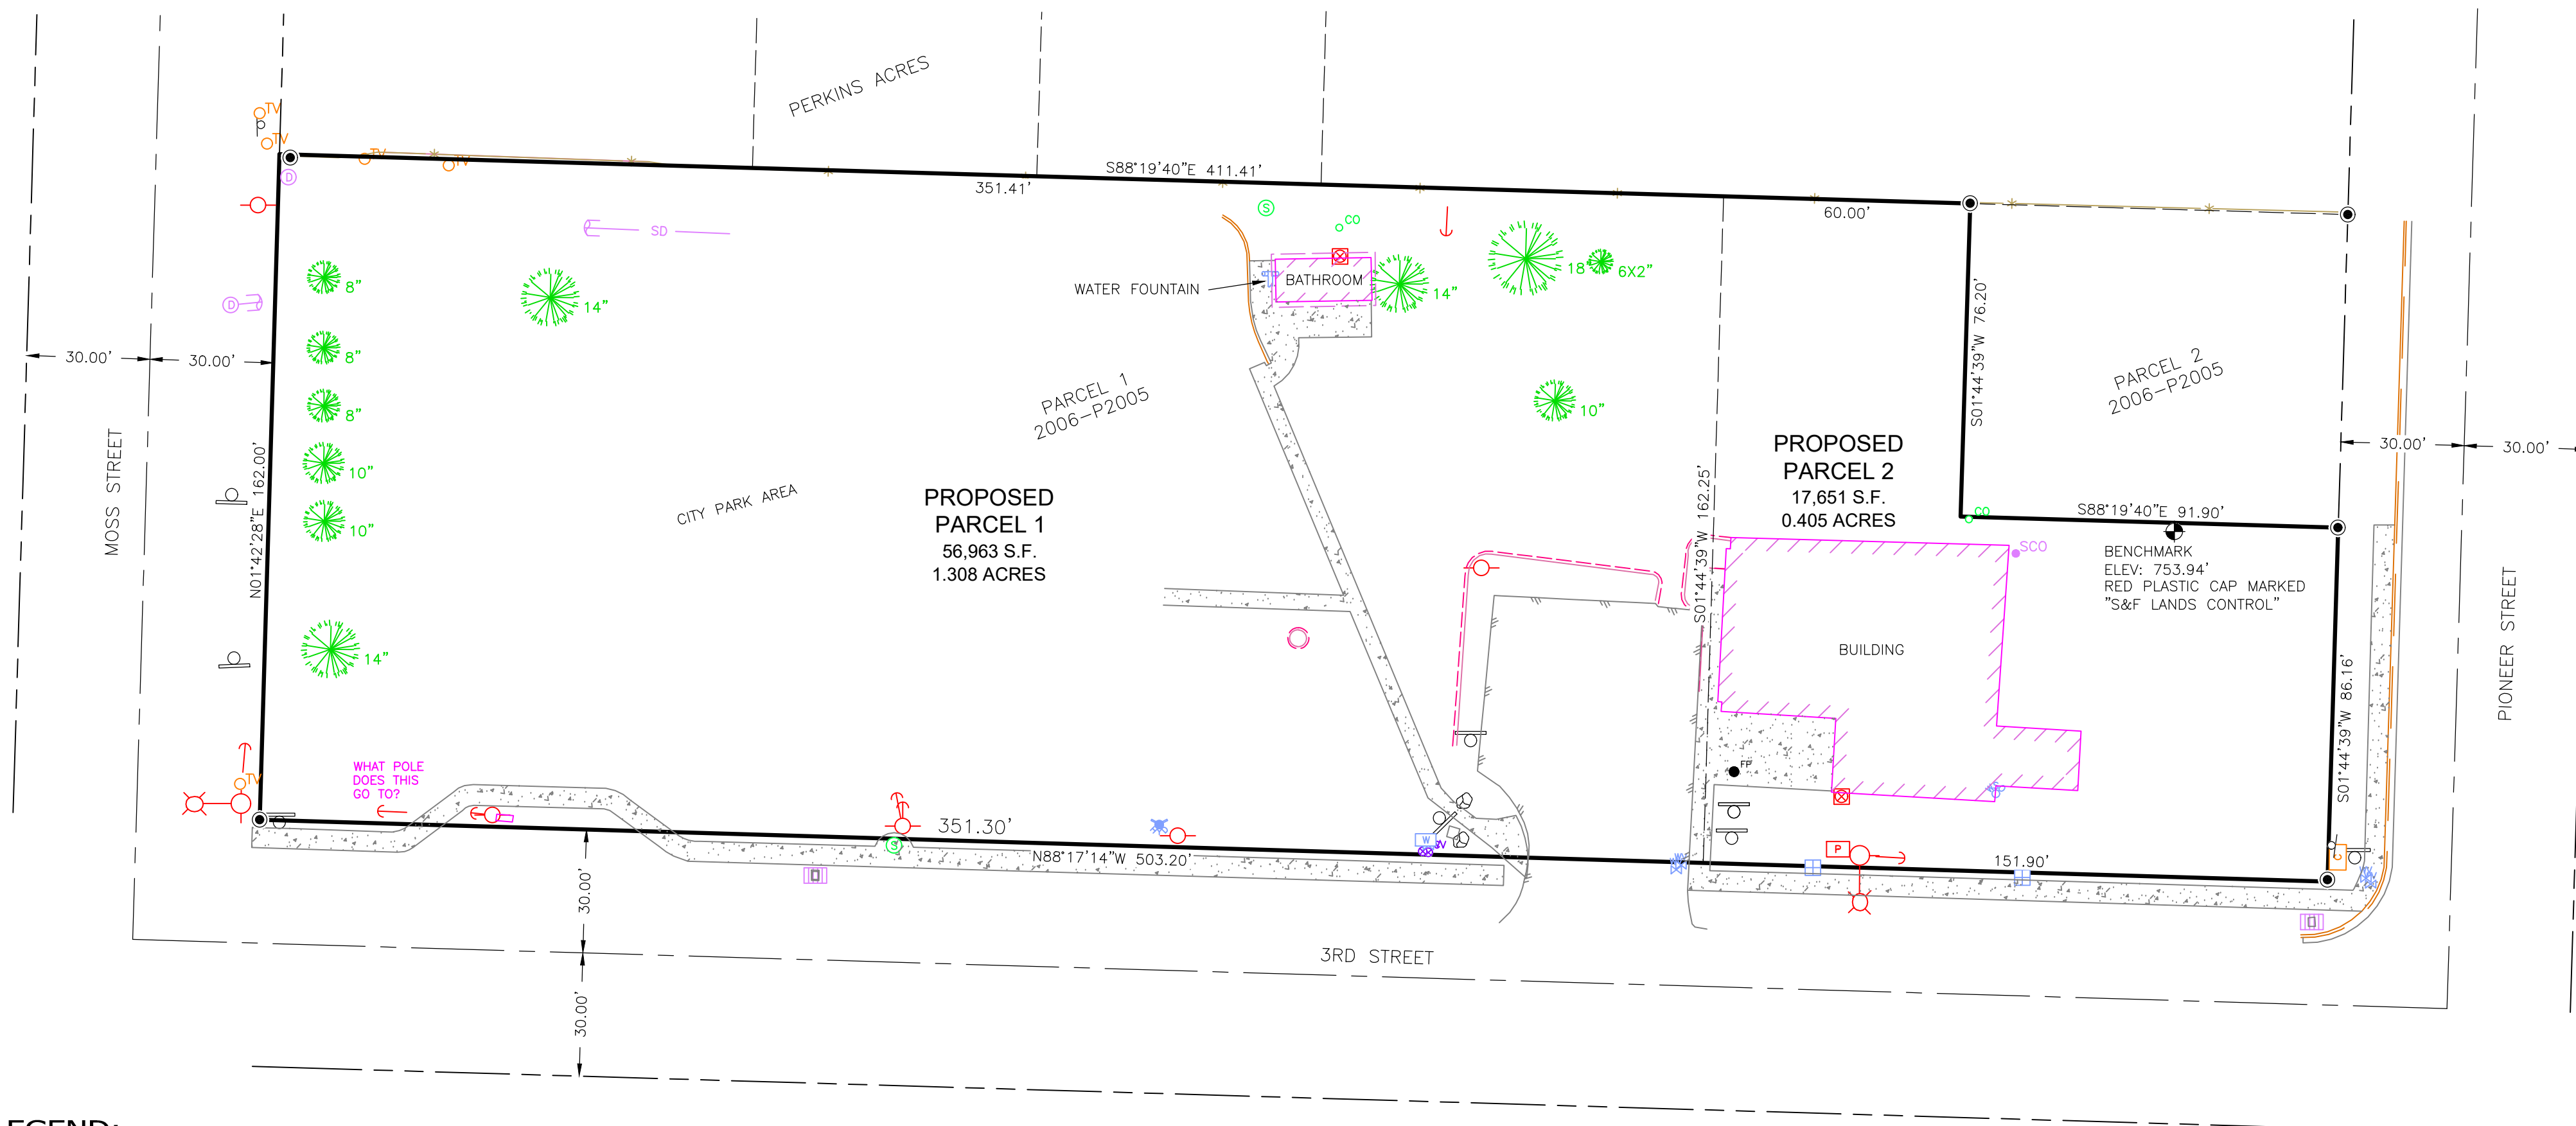 PERKINS ACRES
TV
P
TV
TV
TV
S88°19'40"E 411.41'
351.41'
60.00'
D
S
CO
SD
BATHROOM
WATER FOUNTAIN
14"
18
6X2"
8"
14"
D
8"
8"
10"
10"
14"
10"
30.00'
30.00'
MOSS STREET
N01°42'28"E 162.00'
PARCEL 1
2006-P2005
CITY PARK AREA
PROPOSED
PARCEL 1
56,963 S.F.
1.308 ACRES
S01°44'39"W 162.25'
PROPOSED
PARCEL 2
17,651 S.F.
0.405 ACRES
S01°44'39"W 76.20'
PARCEL 2
2006-P2005
30.00'
30.00'
S88°19'40"E 91.90'
CO
SCO
BENCHMARK
ELEV: 753.94'
RED PLASTIC CAP MARKED
"S&F LANDS CONTROL"
BUILDING
PIONEER STREET
S01°44'39"W 86.16'
FP
WHAT POLE
DOES THIS
GO TO?
TV
351.30'
S
N88°17'14"W 503.20'
W
P
151.90'
C
30.00'
30.00'
3RD STREET
EGEND: